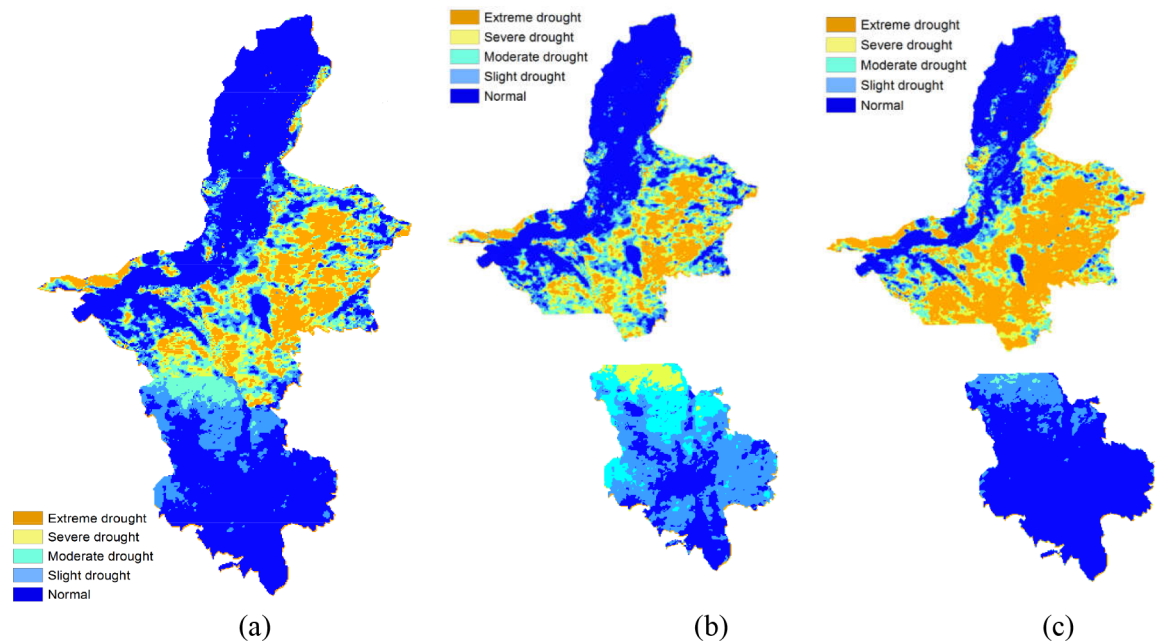 Extreme drought
Severe drought
Moderate drought
Slight drought
Normal
Extreme drought
Severe drought
Moderate drought
Slight drought
Normal
Extreme drought
Severe drought
Moderate drought
Slight drought
Normal
(a)
(b)
(c)